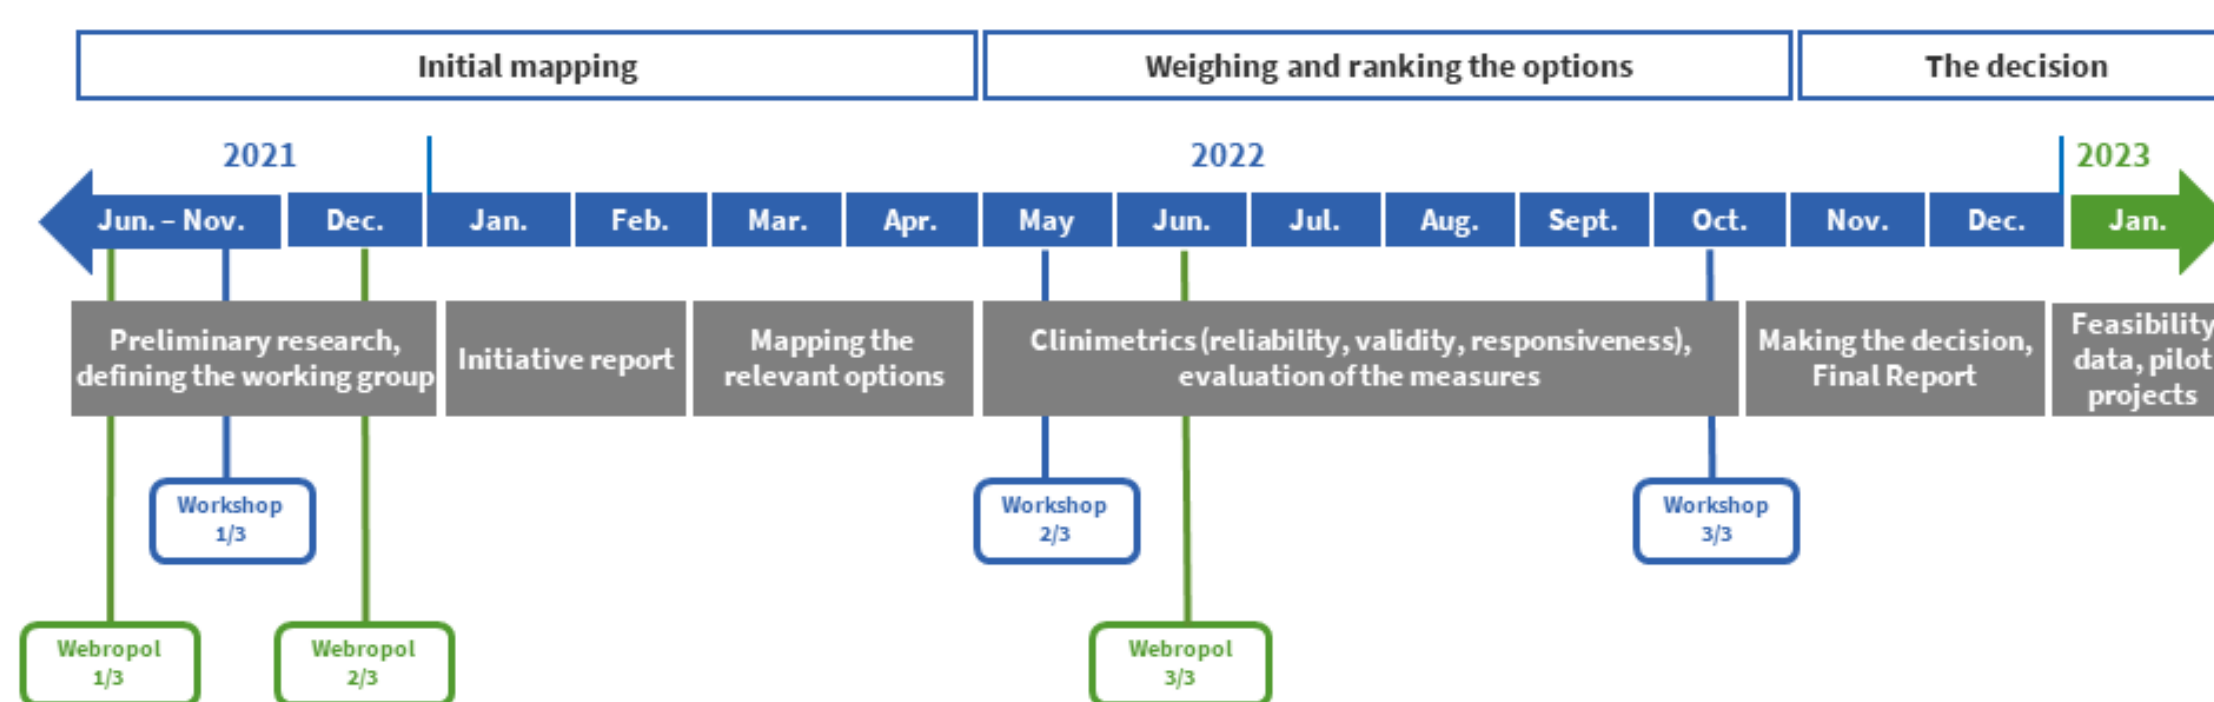 Initial mapping
Weighing and ranking the options
The decision
2021
2022
2023
Jun. – Nov.
Dec.
Jan.
Feb.
Mar.
Apr.
May
Jun.
Jul.
Aug.
Sept.
Oct.
Nov.
Dec.
Jan.
Preliminary research,
defining the working group
Initiative report
Mapping the
relevant options
Clinimetrics (reliability, validity, responsiveness),
evaluation of the measures
Making the decision,
Final Report
Feasibility
data, pilot
projects
Workshop
1/3
Workshop
2/3
Workshop
3/3
Webropol
1/3
Webropol
2/3
Webropol
3/3